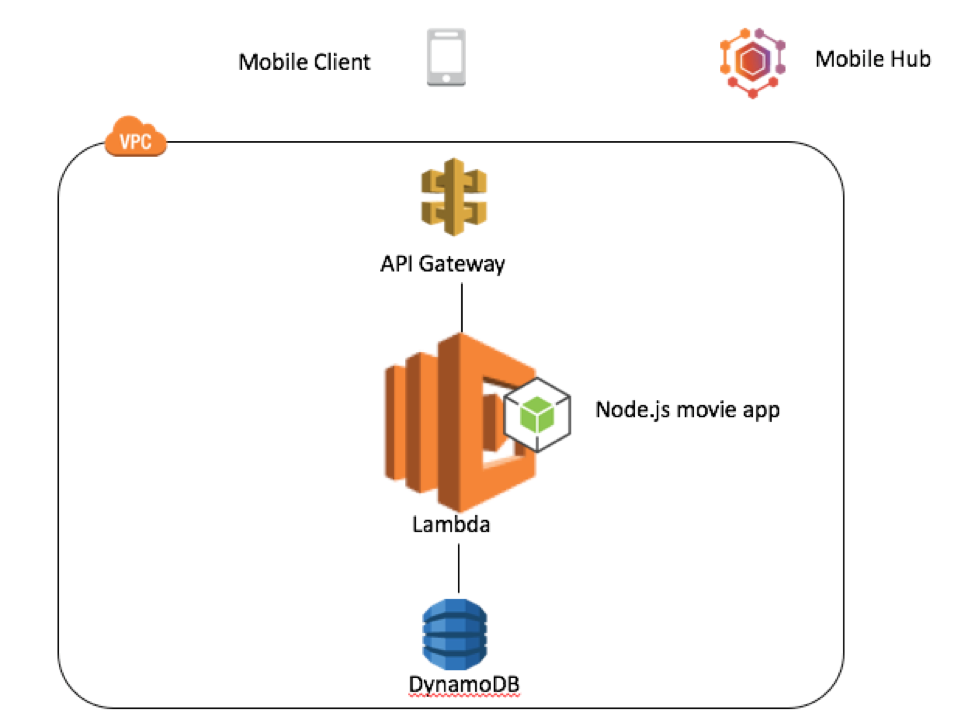 Mobile Client
Mobile Hub
VPC
API Gateway
Node.js movie app
Lambda
DynamoDB